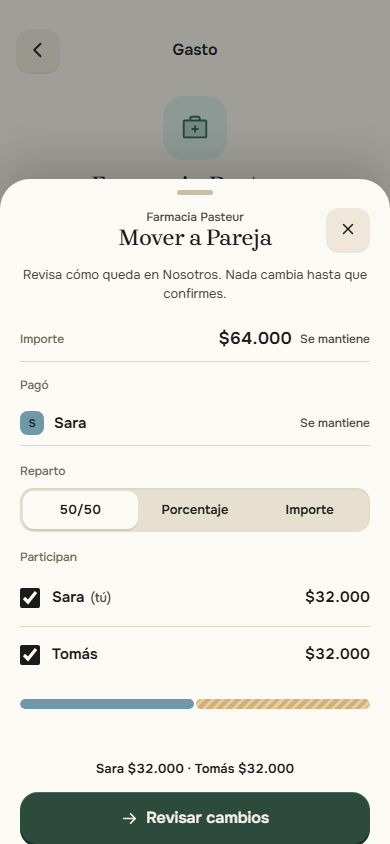 Gasto
Farmacia Pasteur
Mover a Pareja
Revisa cómo queda en Nosotros. Nada cambia hasta que
confirmes.
Importe $64.000 Se mantiene
Pagó
S Sara Se mantiene
Reparto
50/50 Porcentaje Importe
Participan
Sara (tú) $32.000
Tomás $32.000
Sara $32.000 · Tomás $32.000
→ Revisar cambios